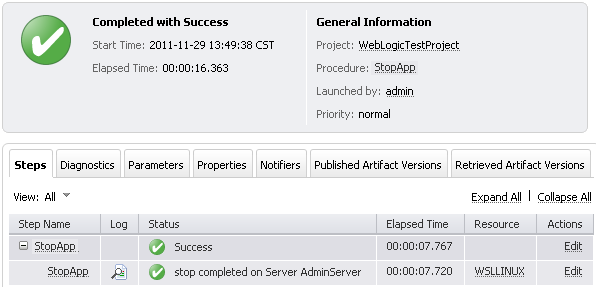 Completed with Success
Start Time: 2011-11-29 13:49:38 CST
Elapsed Time: 00:00:16.363
General Information
Project: WebLogicTestProject
Procedure: StopApp
Launched by: admin
Priority: normal
Steps Diagnostics Parameters Properties Notifiers Published Artifact Versions Retrieved Artifact Versions
View: All Expand All | Collapse All
Step Name Log Status Elapsed Time Resource Actions
StopApp Success 00:00:07.767 Edit
StopApp stop completed on Server AdminServer 00:00:07.720 WSLLINUX Edit